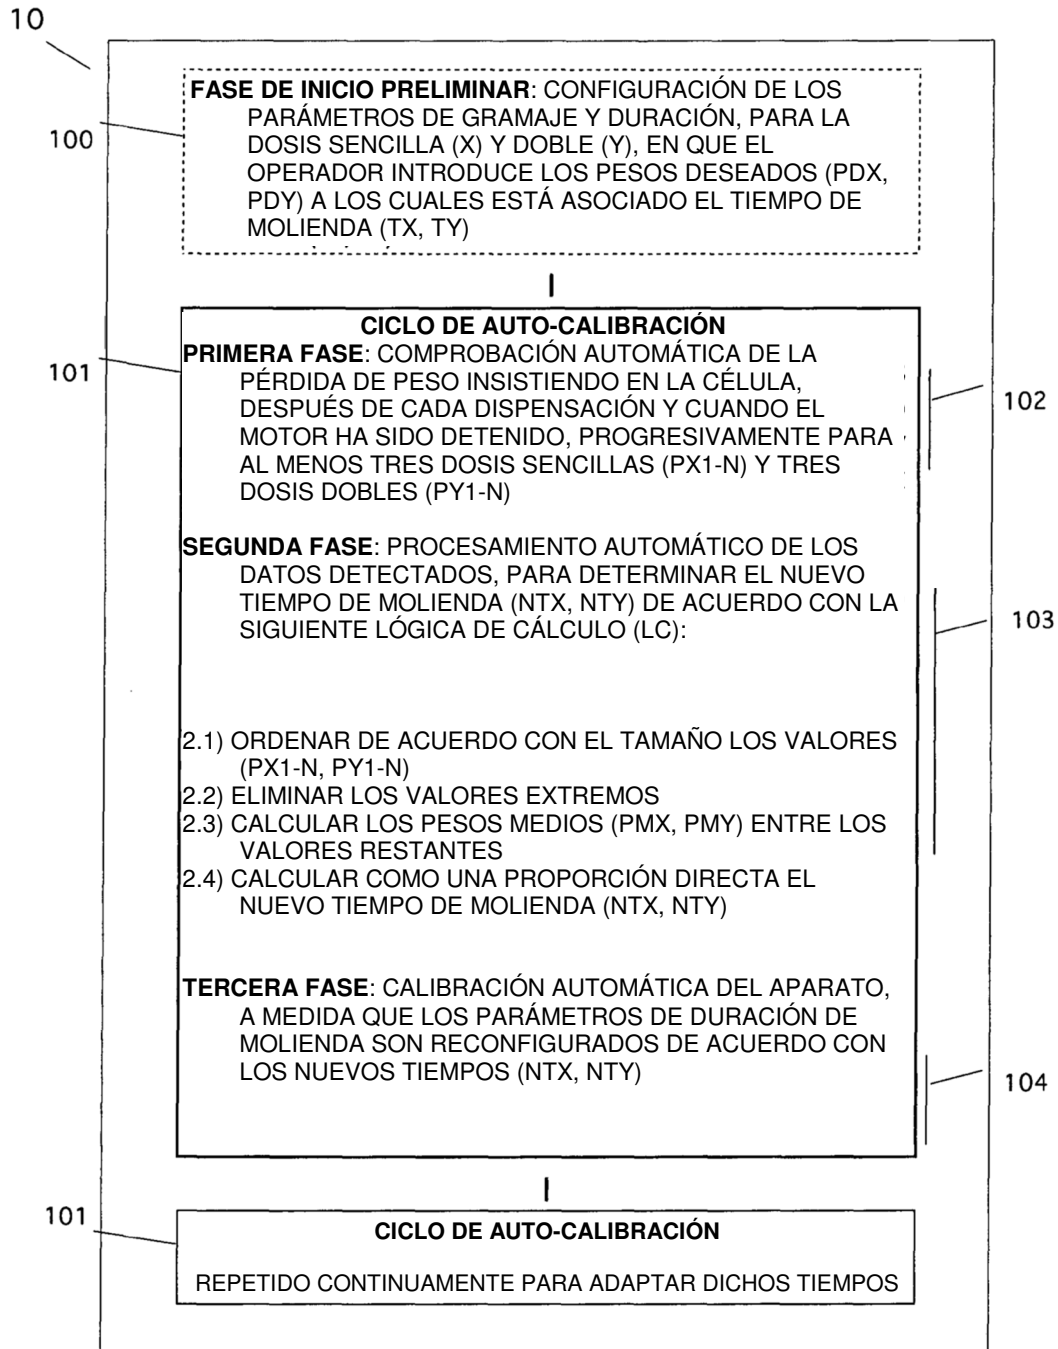 10
100
FASE DE INICIO PRELIMINAR: CONFIGURACIÓN DE LOS
PARÁMETROS DE GRAMAJE Y DURACIÓN, PARA LA
DOSIS SENCILLA (X) Y DOBLE (Y), EN QUE EL
OPERADOR INTRODUCE LOS PESOS DESEADOS (PDX,
PDY) A LOS CUALES ESTÁ ASOCIADO EL TIEMPO DE
MOLIENDA (TX, TY)
101
CICLO DE AUTO-CALIBRACIÓN
PRIMERA FASE: COMPROBACIÓN AUTOMÁTICA DE LA
PÉRDIDA DE PESO INSISTIENDO EN LA CÉLULA,
DESPUÉS DE CADA DISPENSACIÓN Y CUANDO EL
MOTOR HA SIDO DETENIDO, PROGRESIVAMENTE PARA
AL MENOS TRES DOSIS SENCILLAS (PX1-N) Y TRES
DOSIS DOBLES (PY1-N)
102
SEGUNDA FASE: PROCESAMIENTO AUTOMÁTICO DE LOS
DATOS DETECTADOS, PARA DETERMINAR EL NUEVO
TIEMPO DE MOLIENDA (NTX, NTY) DE ACUERDO CON LA
SIGUIENTE LÓGICA DE CÁLCULO (LC):
103
2.1) ORDENAR DE ACUERDO CON EL TAMAÑO LOS VALORES
(PX1-N, PY1-N)
2.2) ELIMINAR LOS VALORES EXTREMOS
2.3) CALCULAR LOS PESOS MEDIOS (PMX, PMY) ENTRE LOS
VALORES RESTANTES
2.4) CALCULAR COMO UNA PROPORCIÓN DIRECTA EL
NUEVO TIEMPO DE MOLIENDA (NTX, NTY)
TERCERA FASE: CALIBRACIÓN AUTOMÁTICA DEL APARATO,
A MEDIDA QUE LOS PARÁMETROS DE DURACIÓN DE
MOLIENDA SON RECONFIGURADOS DE ACUERDO CON
LOS NUEVOS TIEMPOS (NTX, NTY)
104
101
CICLO DE AUTO-CALIBRACIÓN
REPETIDO CONTINUAMENTE PARA ADAPTAR DICHOS TIEMPOS